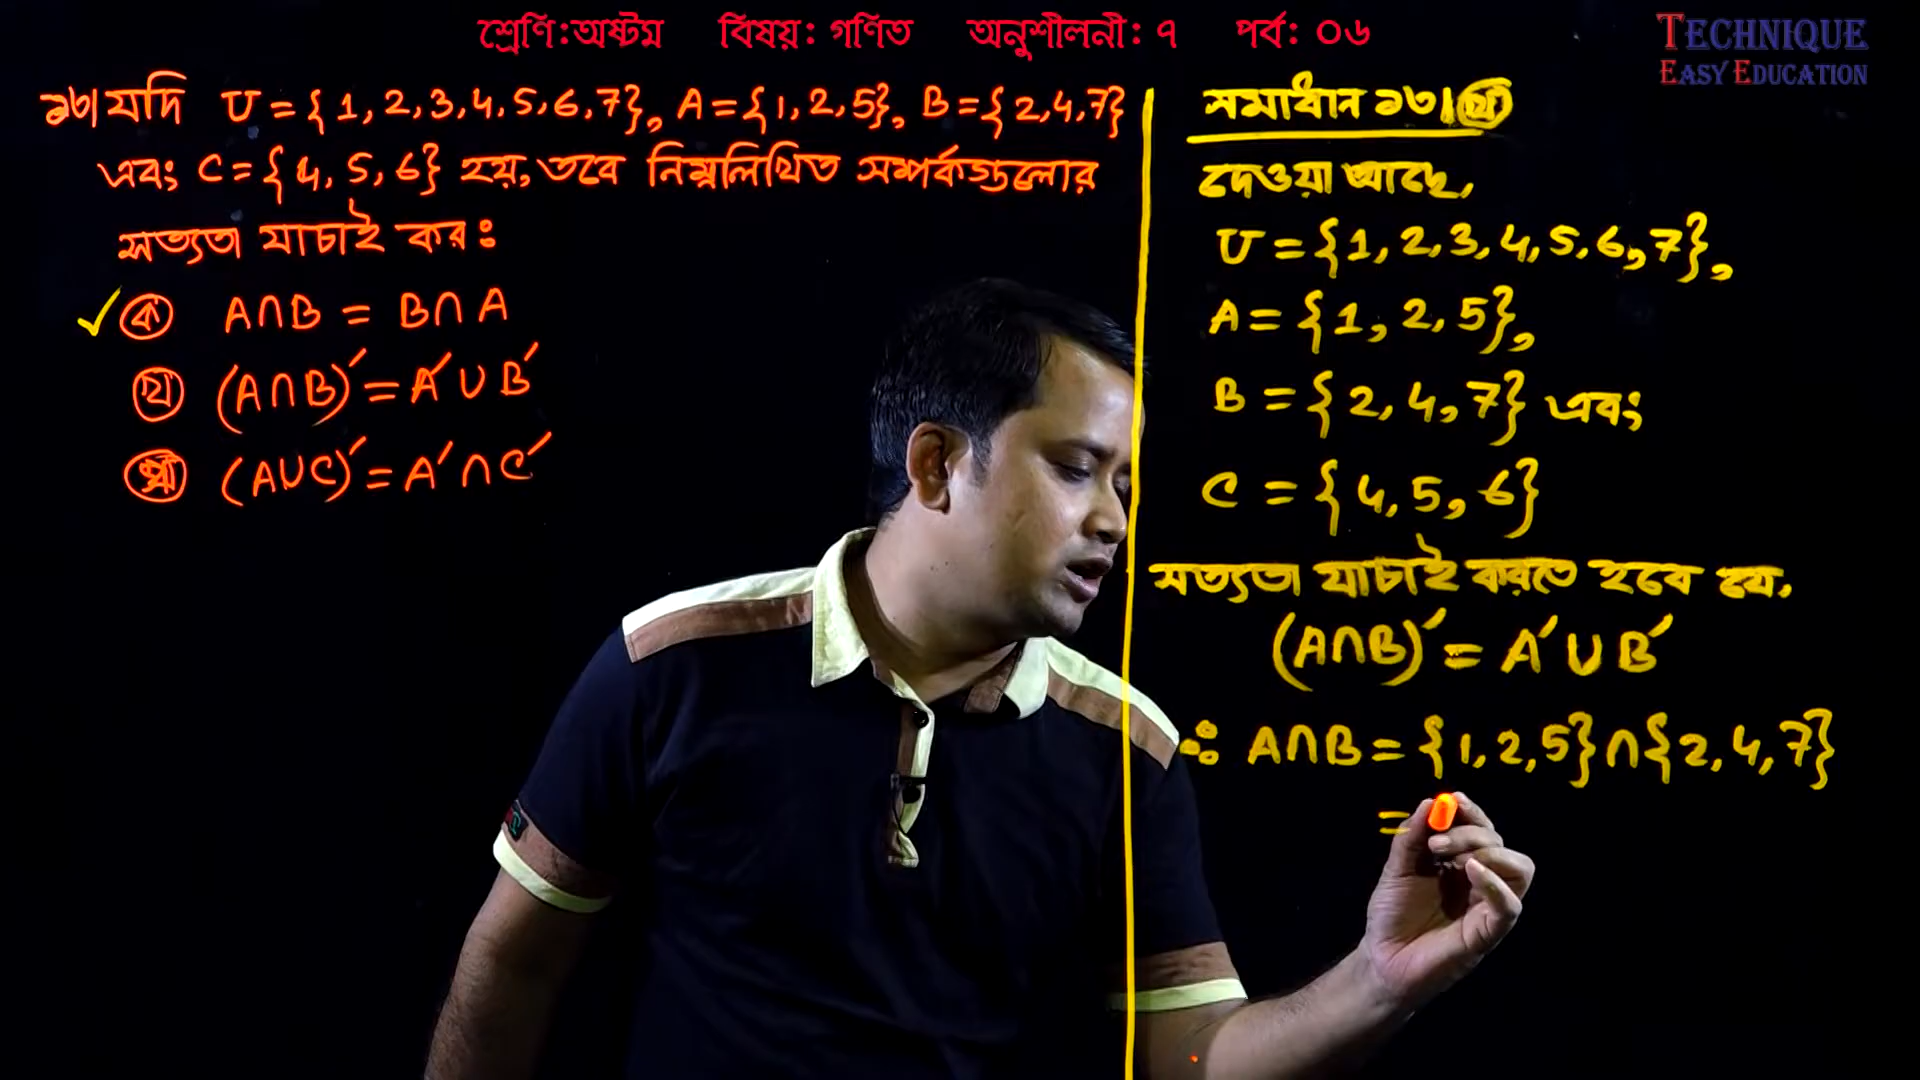 শ্রেণি:অষ্টম বিষয়: গণিত অনুশীলনী: ৭ পর্ব: ০৬
TECHNIQUE
EASY EDUCATION
১৩। যদি U = {1, 2, 3, 4, 5, 6, 7}, A = {1, 2, 5}, B = {2, 4, 7}
এবং C = {4, 5, 6} হয়, তবে নিম্নলিখিত সম্পর্কগুলোর
সত্যতা যাচাই কর:
✓ ক A∩B = B∩A
খ (A∩B)′ = A′∪B′
গ (A∪C)′ = A′∩C′
সমাধান ১৩। খ
দেওয়া আছে,
U = {1, 2, 3, 4, 5, 6, 7},
A = {1, 2, 5},
B = {2, 4, 7} এবং
C = {4, 5, 6}
সত্যতা যাচাই করতে হবে যে,
(A∩B)′ = A′∪B′
∴ A∩B = {1, 2, 5}∩{2, 4, 7}
=